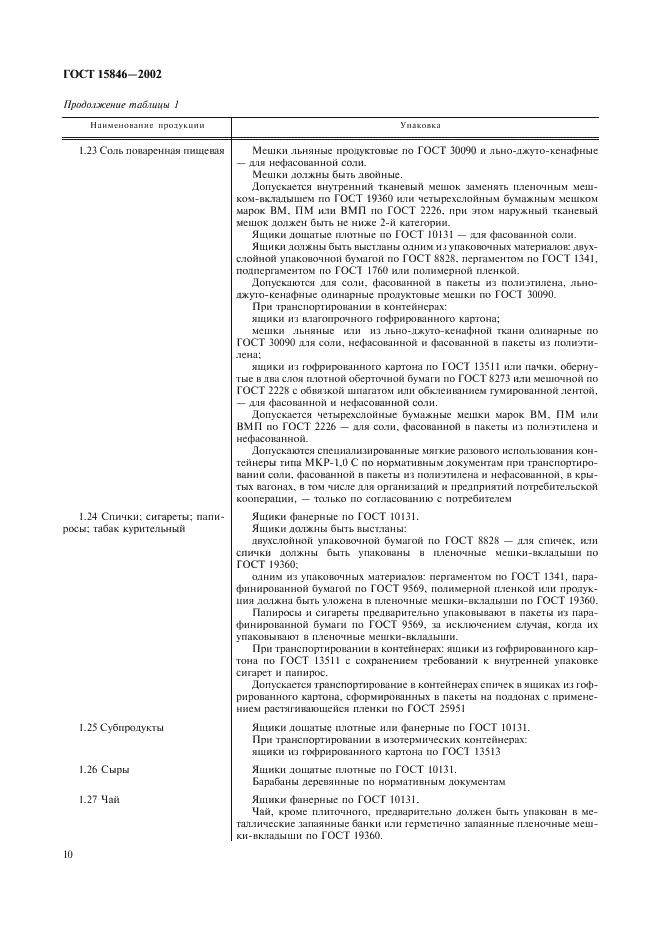 ГОСТ 15846—2002
Продолжение таблицы 1
Наименование продукции
Упаковка
1.23 Соль поваренная пищевая
Мешки льняные продуктовые по ГОСТ 30090 и льно-джуто-кенафные
— для нефасованной соли.
Мешки должны быть двойные.
Допускается внутренний тканевый мешок заменять пленочным меш-
ком-вкладышем по ГОСТ 19360 или четырехслойным бумажным мешком
марок ВМ, ПМ или ВМП по ГОСТ 2226, при этом наружный тканевый
мешок должен быть не ниже 2-й категории.
Ящики дощатые плотные по ГОСТ 10131 — для фасованной соли.
Ящики должны быть выстланы одним из упаковочных материалов: двух-
слойной упаковочной бумагой по ГОСТ 8828, пергаментом по ГОСТ 1341,
подпергаментом по ГОСТ 1760 или полимерной пленкой.
Допускаются для соли, фасованной в пакеты из полиэтилена, льно-
джуто-кенафные одинарные продуктовые мешки по ГОСТ 30090.
При транспортировании в контейнерах:
ящики из влагопрочного гофрированного картона;
мешки льняные или из льно-джуто-кенафной ткани одинарные по
ГОСТ 30090 для соли, нефасованной и фасованной в пакеты из полиэти-
лена;
ящики из гофрированного картона по ГОСТ 13511 или пачки, оберну-
тые в два слоя плотной оберточной бумаги по ГОСТ 8273 или мешочной по
ГОСТ 2228 с обвязкой шпагатом или обклеиванием гумированной лентой,
— для фасованной и нефасованной соли.
Допускается четырехслойные бумажные мешки марок ВМ, ПМ или
ВМП по ГОСТ 2226 — для соли, фасованной в пакеты из полиэтилена и
нефасованной.
Допускаются специализированные мягкие разового использования кон-
тейнеры типа МКР-1,0 С по нормативным документам при транспортиро-
вании соли, фасованной в пакеты из полиэтилена и нефасованной, в кры-
тых вагонах, в том числе для организаций и предприятий потребительской
кооперации, — только по согласованию с потребителем
1.24 Спички; сигареты; папи-
росы; табак курительный
Ящики фанерные по ГОСТ 10131.
Ящики должны быть выстланы:
двухслойной упаковочной бумагой по ГОСТ 8828 — для спичек, или
спички должны быть упакованы в пленочные мешки-вкладыши по
ГОСТ 19360;
одним из упаковочных материалов: пергаментом по ГОСТ 1341, пара-
финированной бумагой по ГОСТ 9569, полимерной пленкой или продук-
ция должна быть уложена в пленочные мешки-вкладыши по ГОСТ 19360.
Папиросы и сигареты предварительно упаковывают в пакеты из пара-
финированной бумаги по ГОСТ 9569, за исключением случая, когда их
упаковывают в пленочные мешки-вкладыши.
При транспортировании в контейнерах: ящики из гофрированного кар-
тона по ГОСТ 13511 с сохранением требований к внутренней упаковке
сигарет и папирос.
Допускается транспортирование в контейнерах спичек в ящиках из гоф-
рированного картона, сформированных в пакеты на поддонах с примене-
нием растягивающейся пленки по ГОСТ 25951
1.25 Субпродукты
Ящики дощатые плотные или фанерные по ГОСТ 10131.
При транспортировании в изотермических контейнерах:
ящики из гофрированного картона по ГОСТ 13513
1.26 Сыры
Ящики дощатые плотные по ГОСТ 10131.
Барабаны деревянные по нормативным документам
1.27 Чай
Ящики фанерные по ГОСТ 10131.
Чай, кроме плиточного, предварительно должен быть упакован в ме-
таллические запаянные банки или герметично запаянные пленочные меш-
ки-вкладыши по ГОСТ 19360.
10